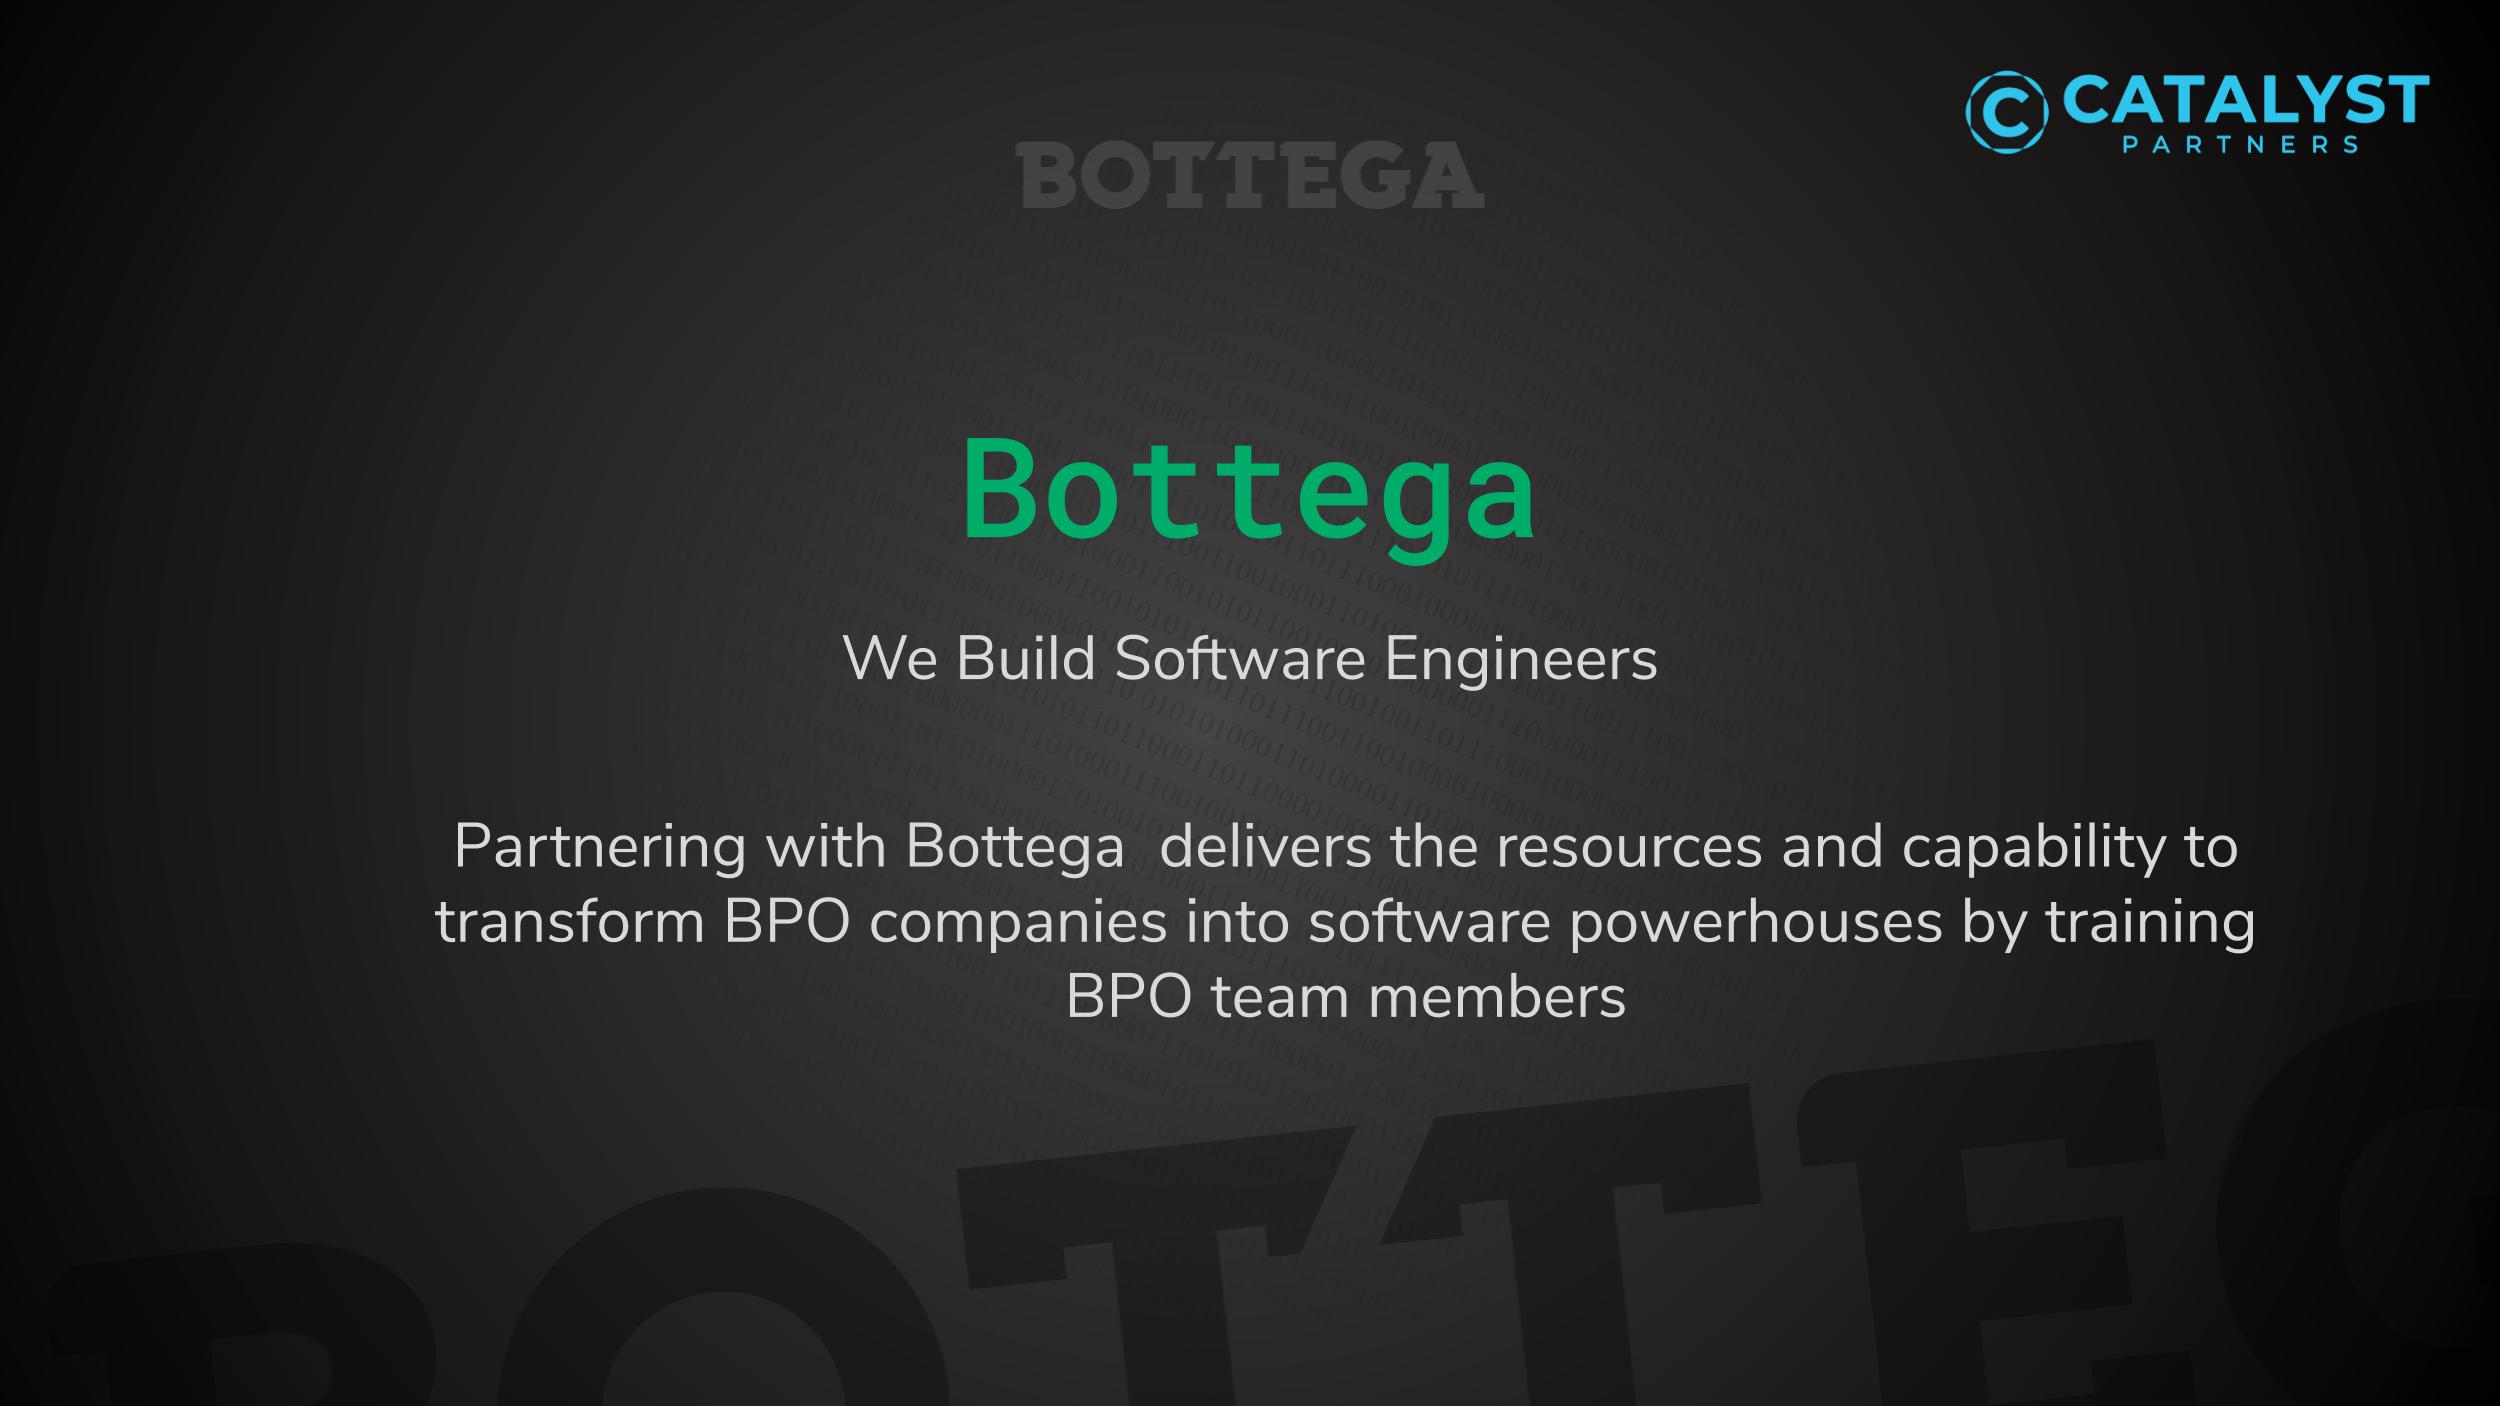 CATALYST
PARTNERS
BOTTEGA
Bottega
We Build Software Engineers
Partnering with Bottega  delivers the resources and capability to
transform BPO companies into software powerhouses by training
BPO team members
BOTTEG